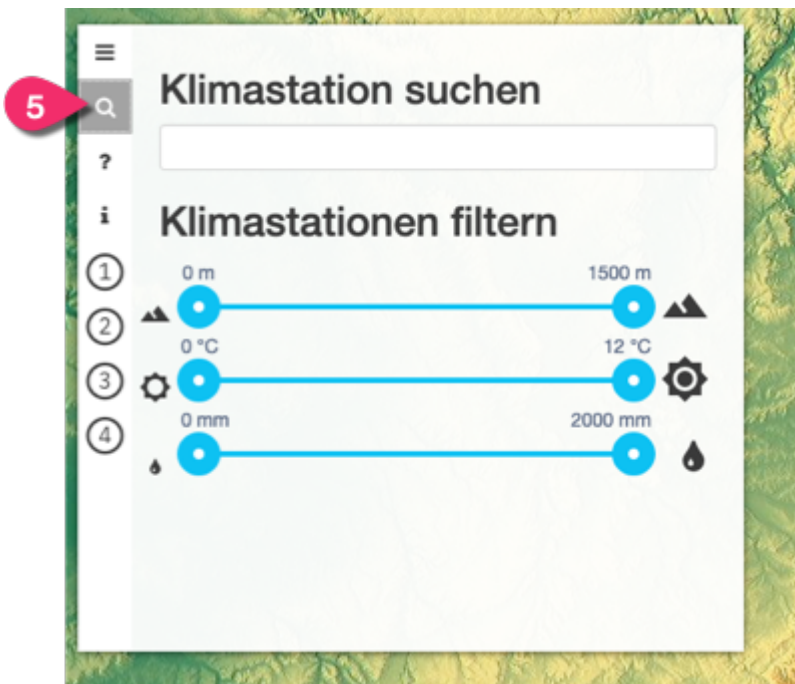 5
Klimastation suchen
?
i
Klimastationen filtern
1
0 m 1500 m
2
0 °C 12 °C
3
0 mm 2000 mm
4